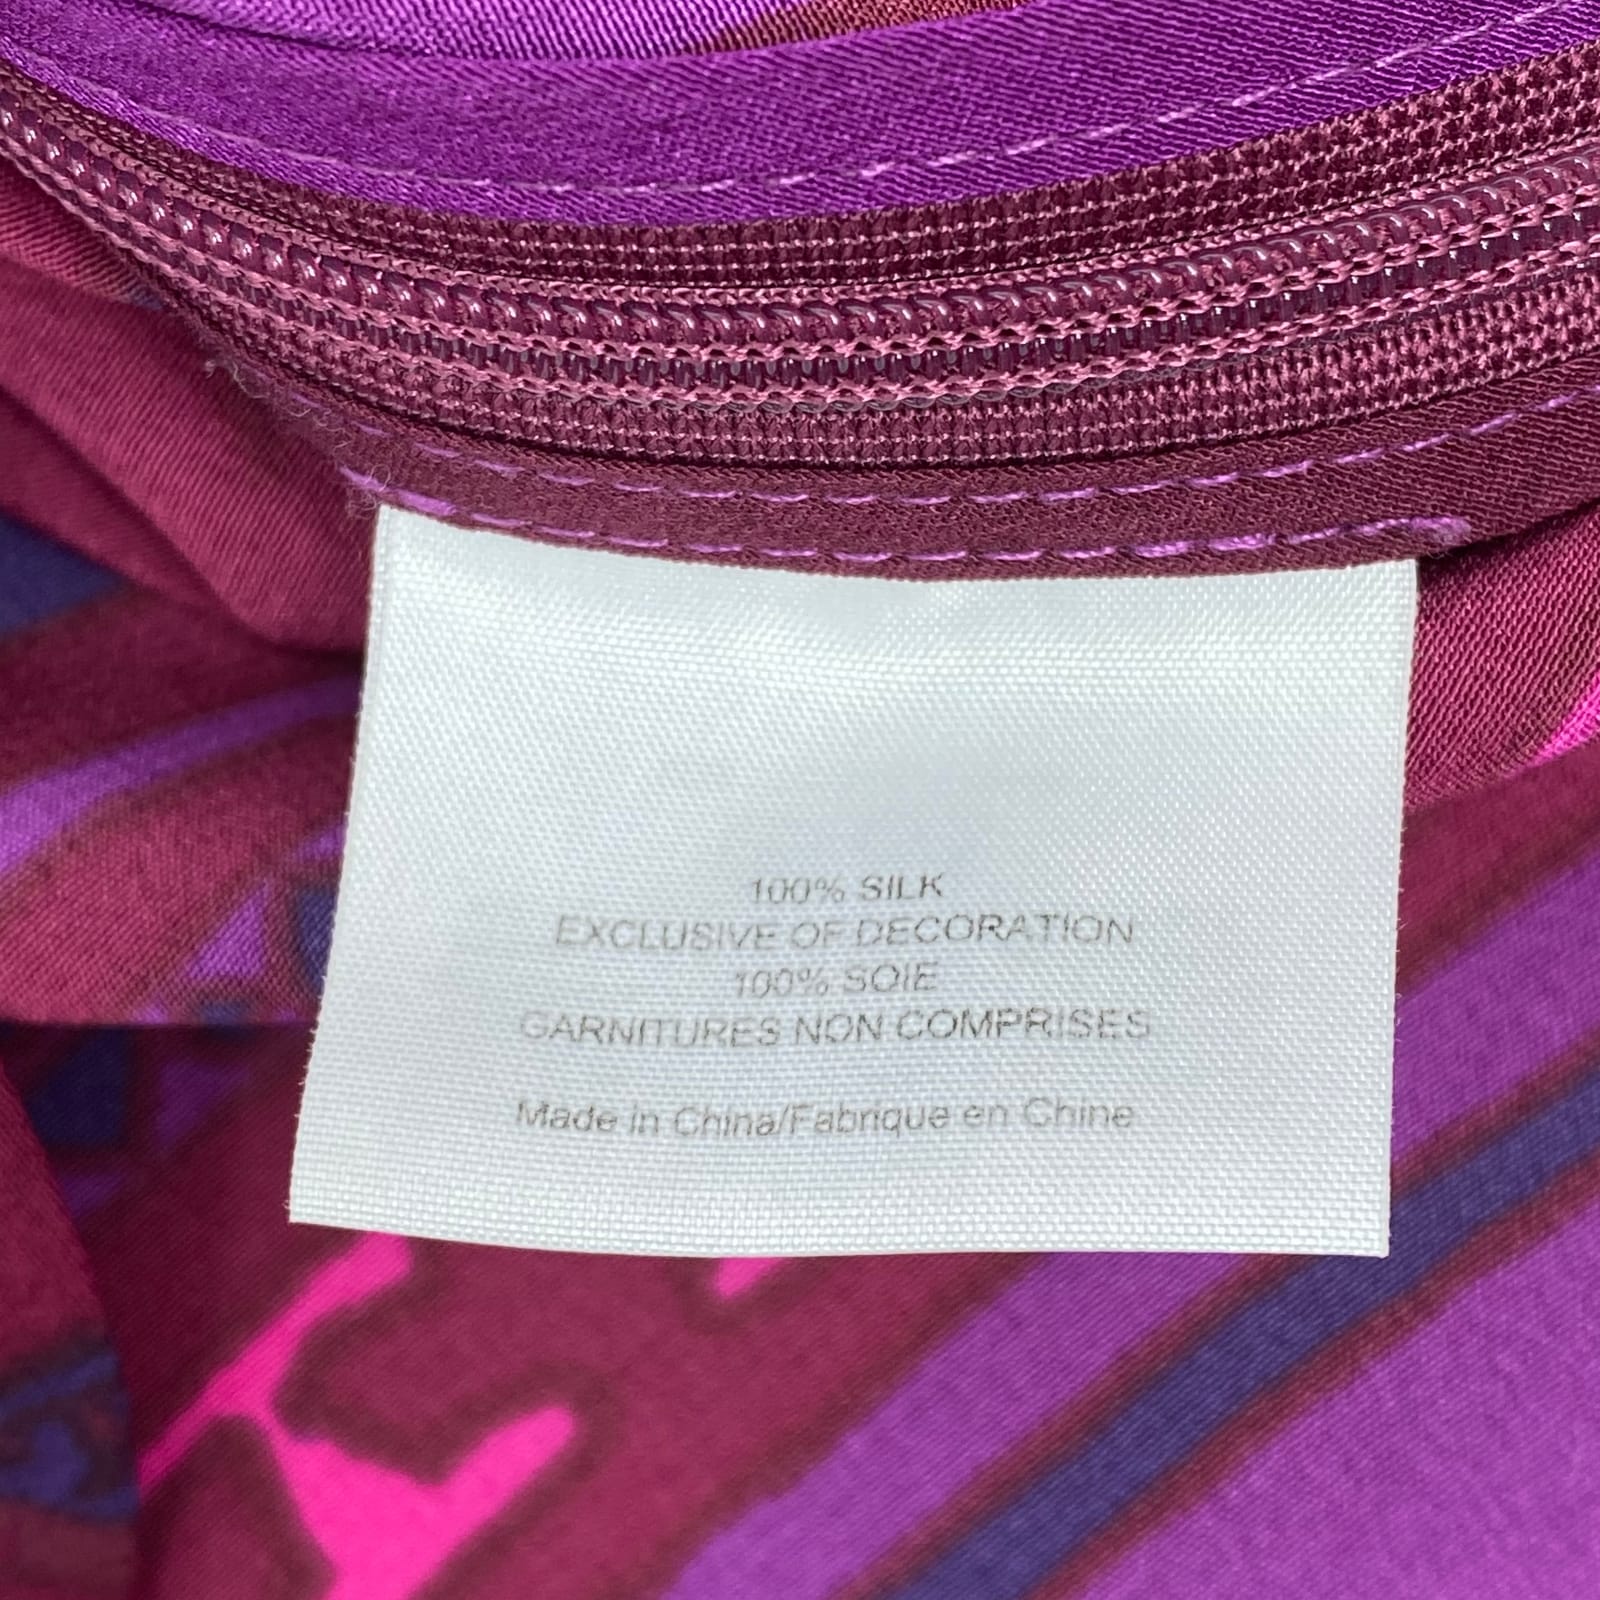 100% SILK
EXCLUSIVE OF DECORATION
100% SOIE
GARNITURES NON COMPRISES
Made in China/Fabrique en Chine